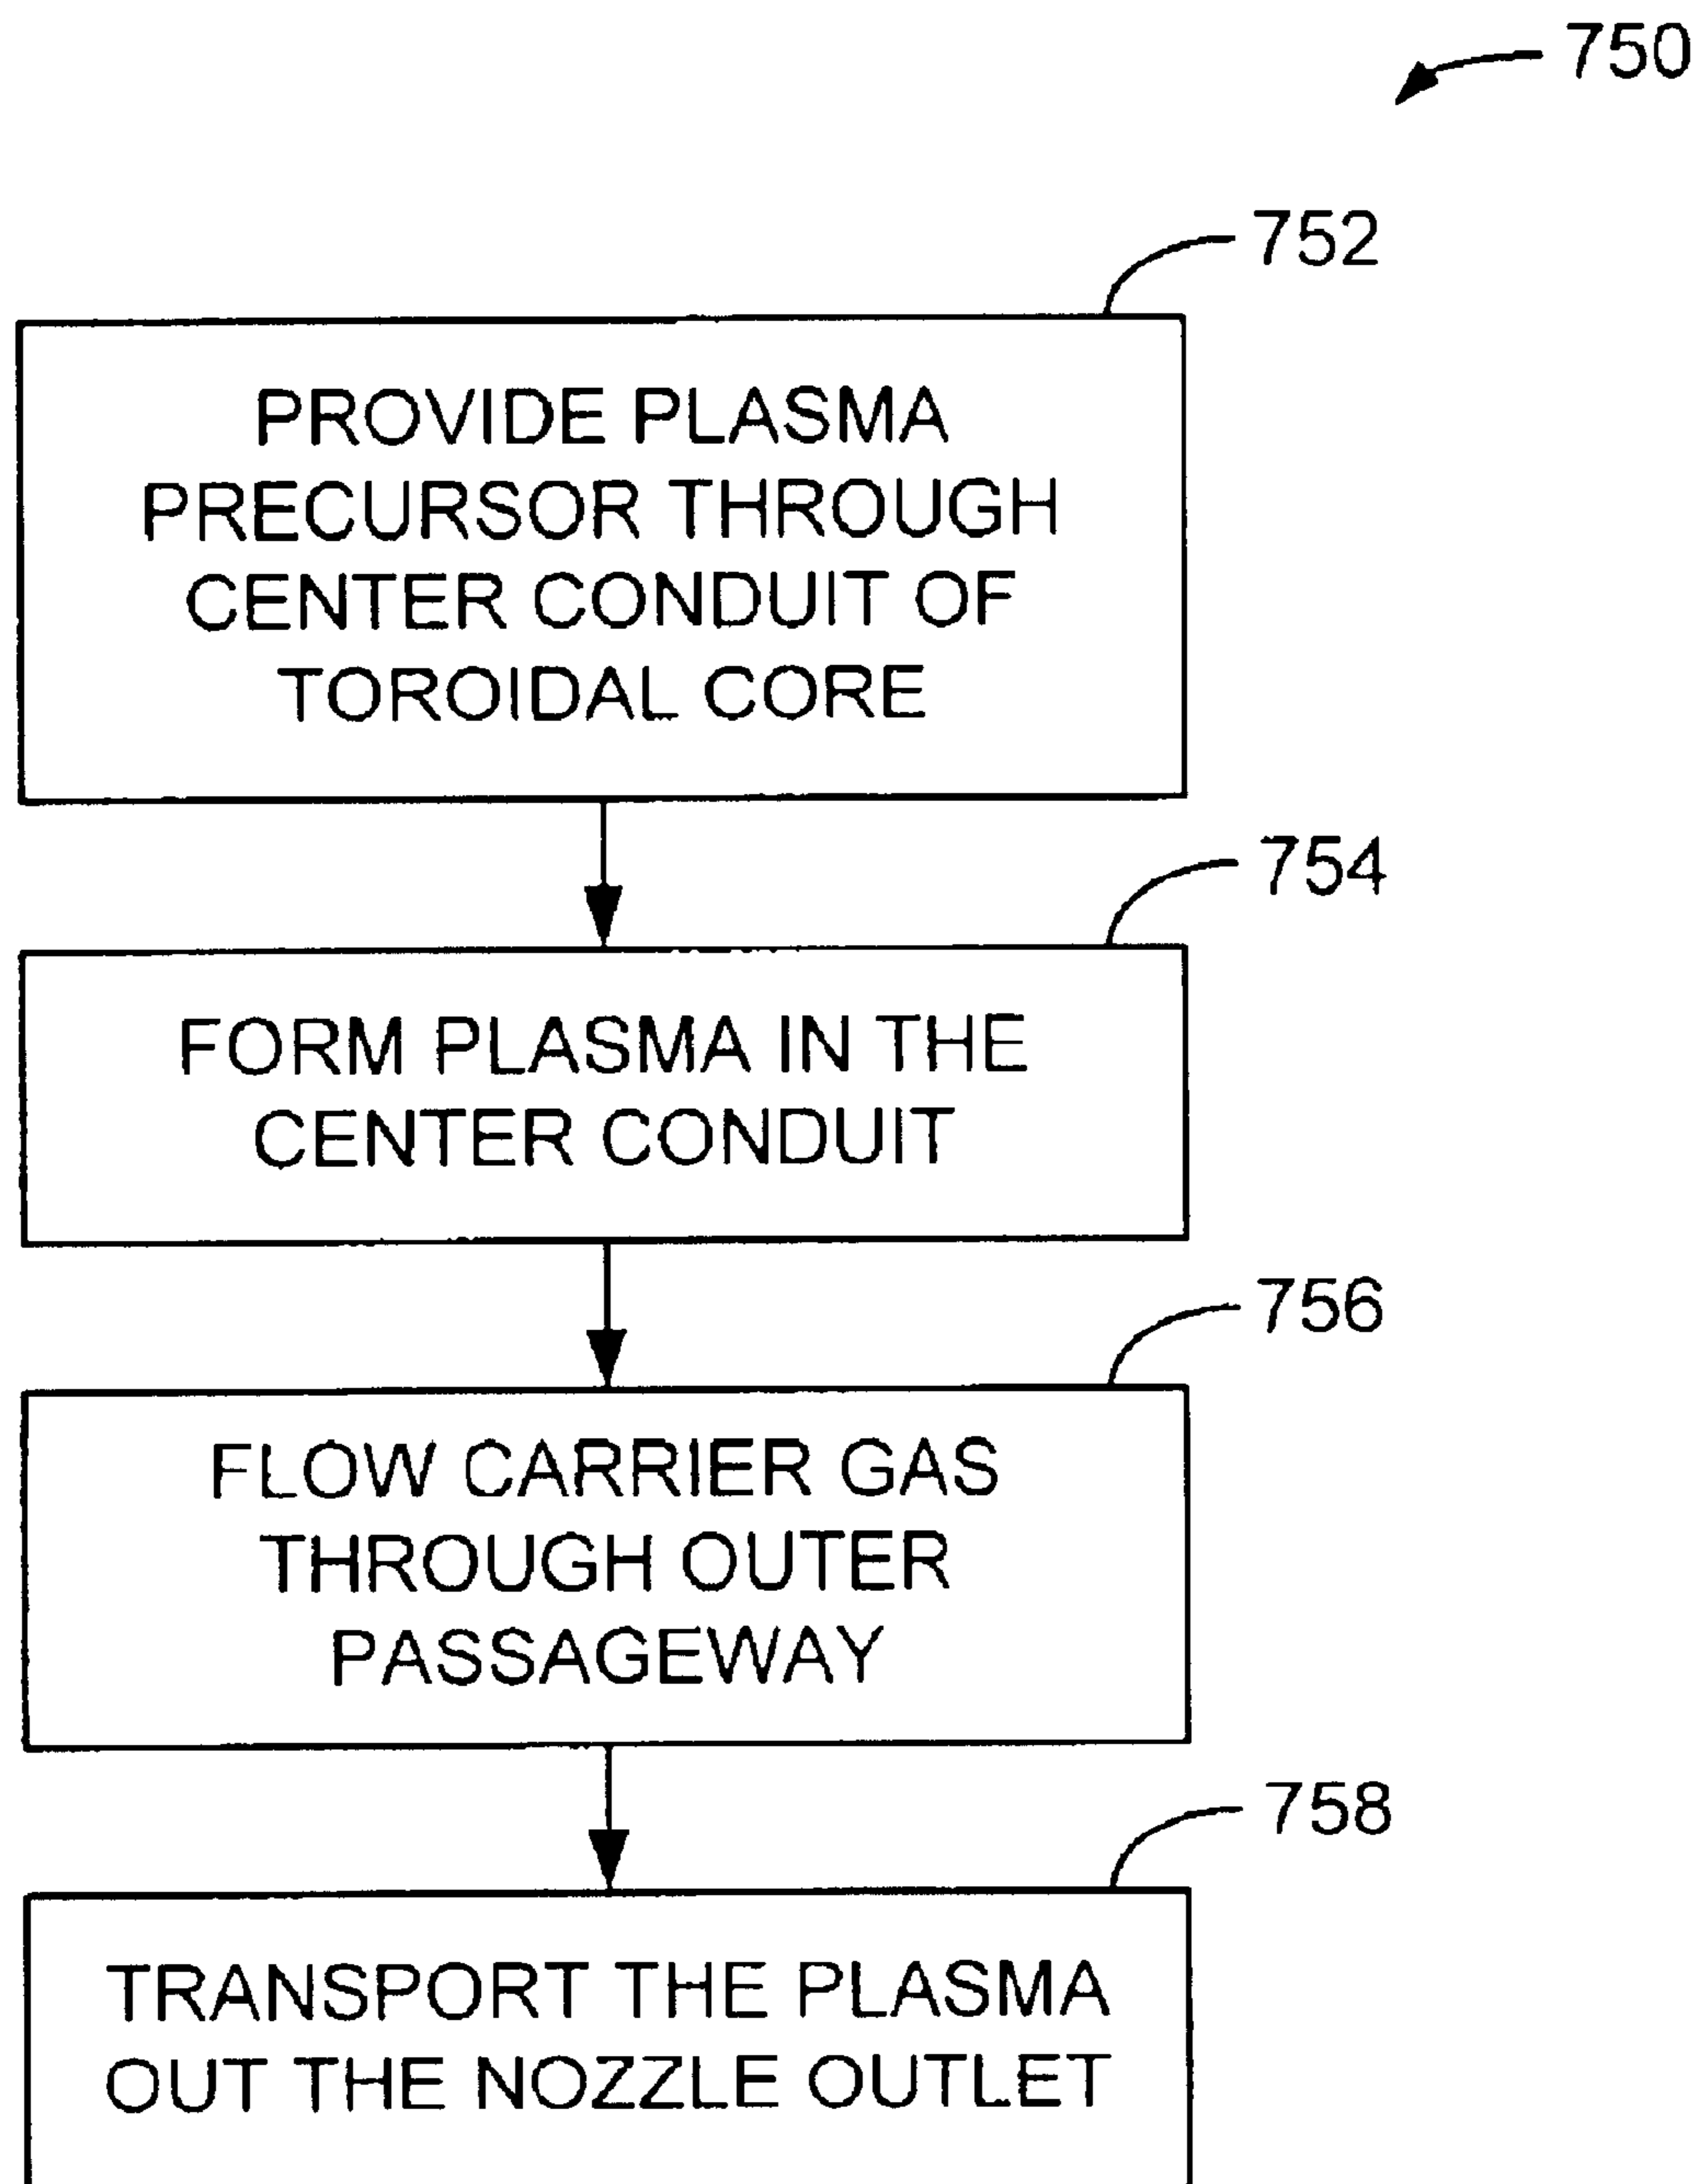 750
752
PROVIDE PLASMA
PRECURSOR THROUGH
CENTER CONDUIT OF
TOROIDAL CORE
754
FORM PLASMA IN THE
CENTER CONDUIT
756
FLOW CARRIER GAS
THROUGH OUTER
PASSAGEWAY
758
TRANSPORT THE PLASMA
OUT THE NOZZLE OUTLET